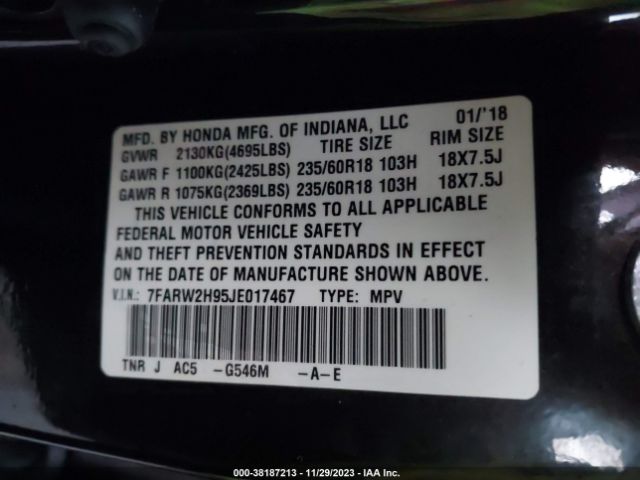 MFD. BY HONDA MFG. OF INDIANA, LLC 01/'18
GVWR 2130KG(4695LBS) TIRE SIZE RIM SIZE
GAWR F 1100KG(2425LBS) 235/60R18 103H 18X7.5J
GAWR R 1075KG(2369LBS) 235/60R18 103H 18X7.5J
THIS VEHICLE CONFORMS TO ALL APPLICABLE
FEDERAL MOTOR VEHICLE SAFETY
AND THEFT PREVENTION STANDARDS IN EFFECT
ON THE DATE OF MANUFACTURE SHOWN ABOVE.
V.I.N.: 7FARW2H95JE017467 TYPE: MPV
TNR J AC5 -G546M -A-E
000-38187213 - 11/29/2023 - IAA Inc.